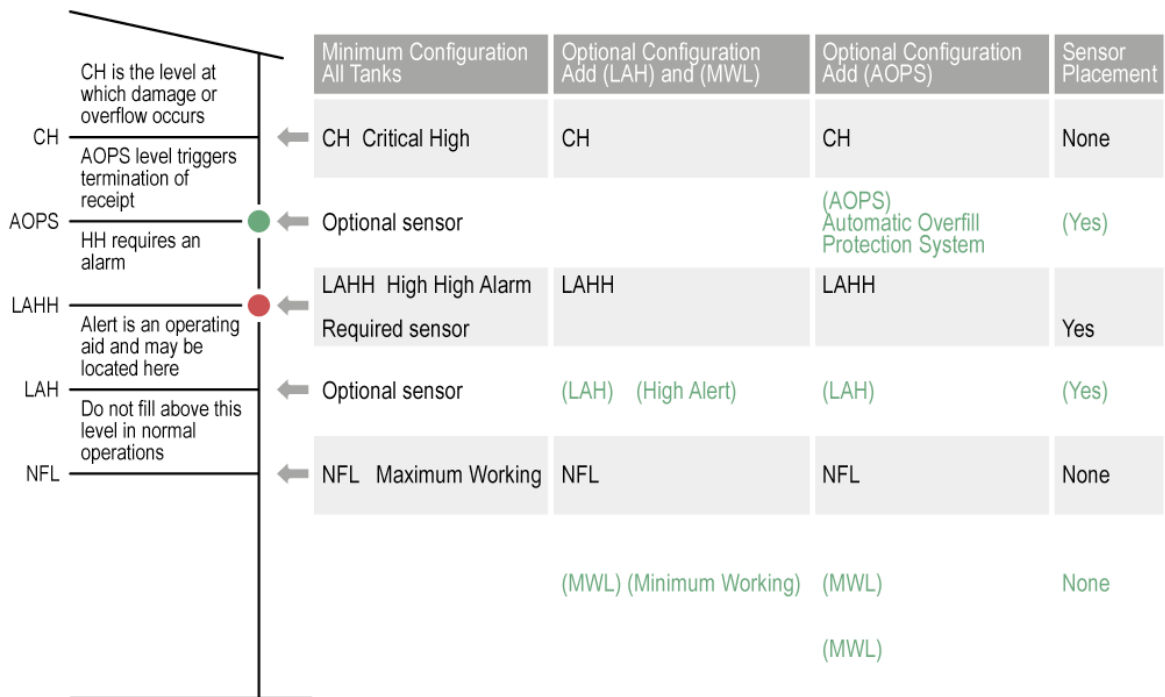 Minimum Configuration
All Tanks
Optional Configuration
Add (LAH) and (MWL)
Optional Configuration
Add (AOPS)
Sensor
Placement
CH is the level at
which damage or
overflow occurs
CH
CH Critical High
CH
CH
None
AOPS level triggers
termination of
receipt
AOPS
Optional sensor
(AOPS)
Automatic Overfill
Protection System
(Yes)
HH requires an
alarm
LAHH
LAHH High High Alarm
Required sensor
LAHH
LAHH
Yes
Alert is an operating
aid and may be
located here
LAH
Optional sensor
(LAH) (High Alert)
(LAH)
(Yes)
Do not fill above this
level in normal
operations
NFL
NFL Maximum Working
NFL
NFL
None
(MWL) (Minimum Working)
(MWL)
None
(MWL)